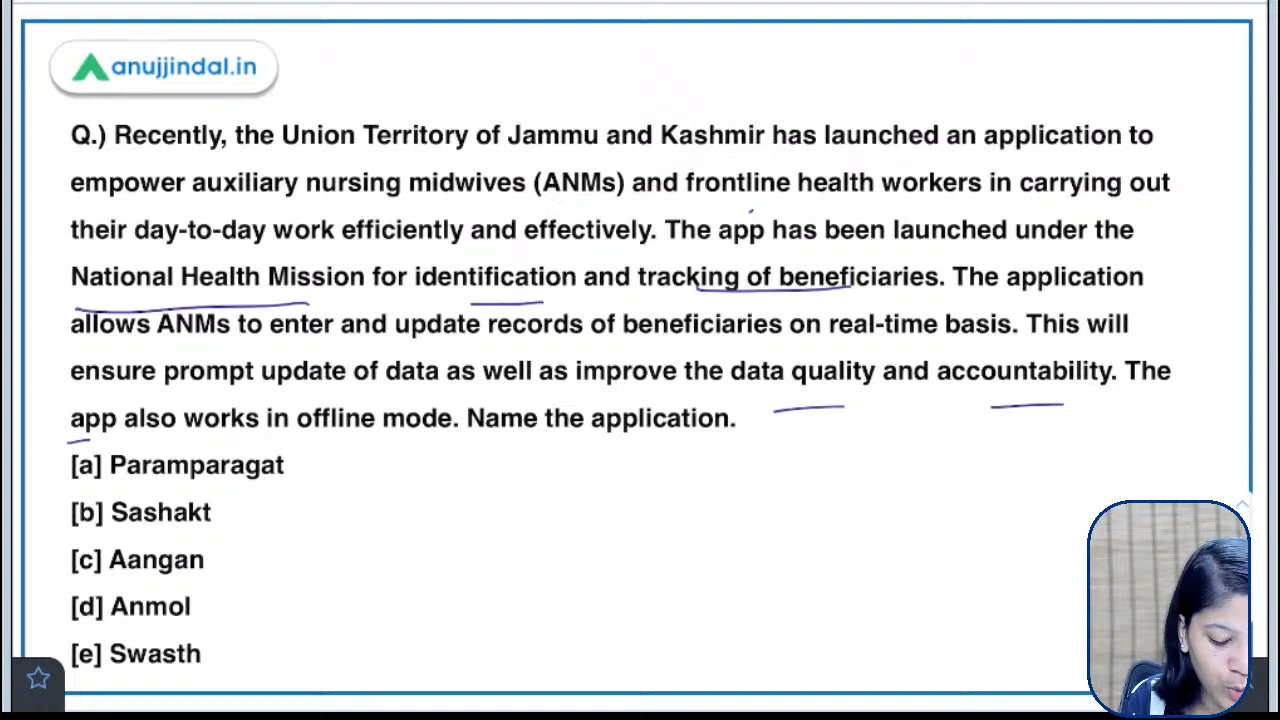 anujjindal.in
Q.) Recently, the Union Territory of Jammu and Kashmir has launched an application to
empower auxiliary nursing midwives (ANMs) and frontline health workers in carrying out
their day-to-day work efficiently and effectively. The app has been launched under the
National Health Mission for identification and tracking of beneficiaries. The application
allows ANMs to enter and update records of beneficiaries on real-time basis. This will
ensure prompt update of data as well as improve the data quality and accountability. The
app also works in offline mode. Name the application.
[a] Paramparagat
[b] Sashakt
[c] Aangan
[d] Anmol
[e] Swasth